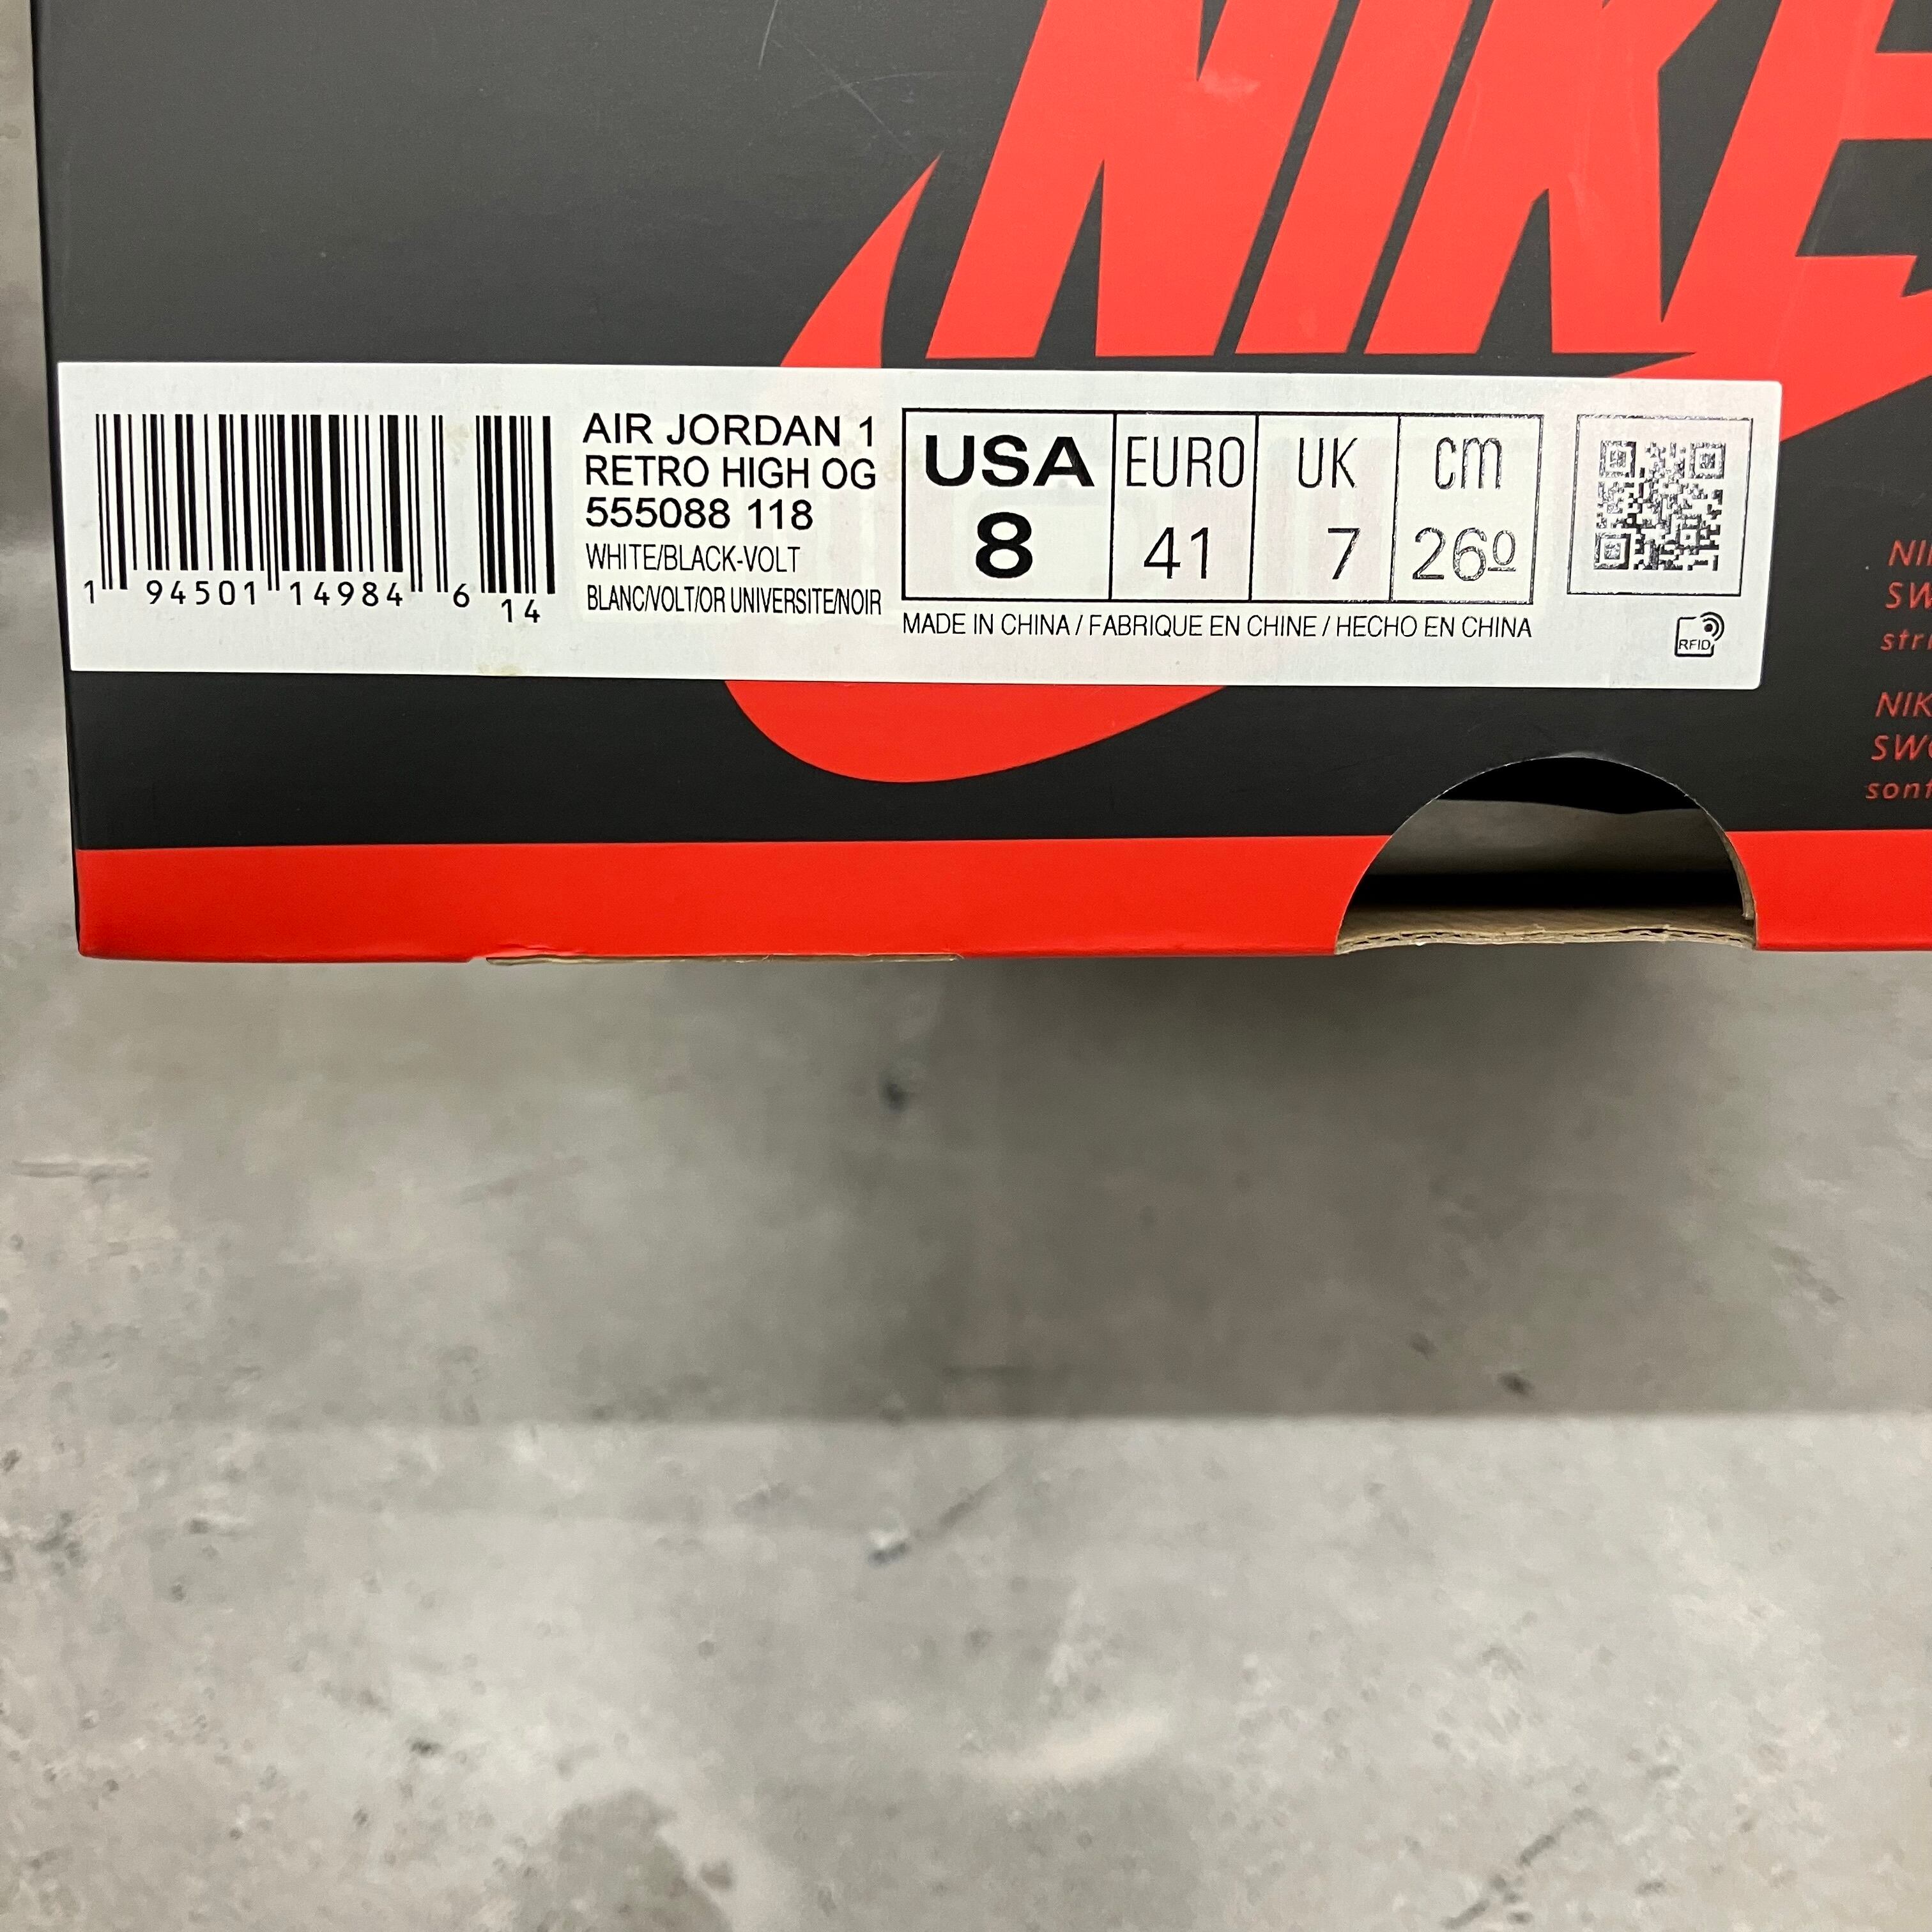 NIKE
AIR JORDAN 1
RETRO HIGH OG
555088 118
WHITE/BLACK-VOLT
BLANC/VOLT/OR UNIVERSITE/NOIR
1 94501 14984 6 14
USA EURO UK cm
8 41 7 26º
MADE IN CHINA / FABRIQUE EN CHINE / HECHO EN CHINA
RFID